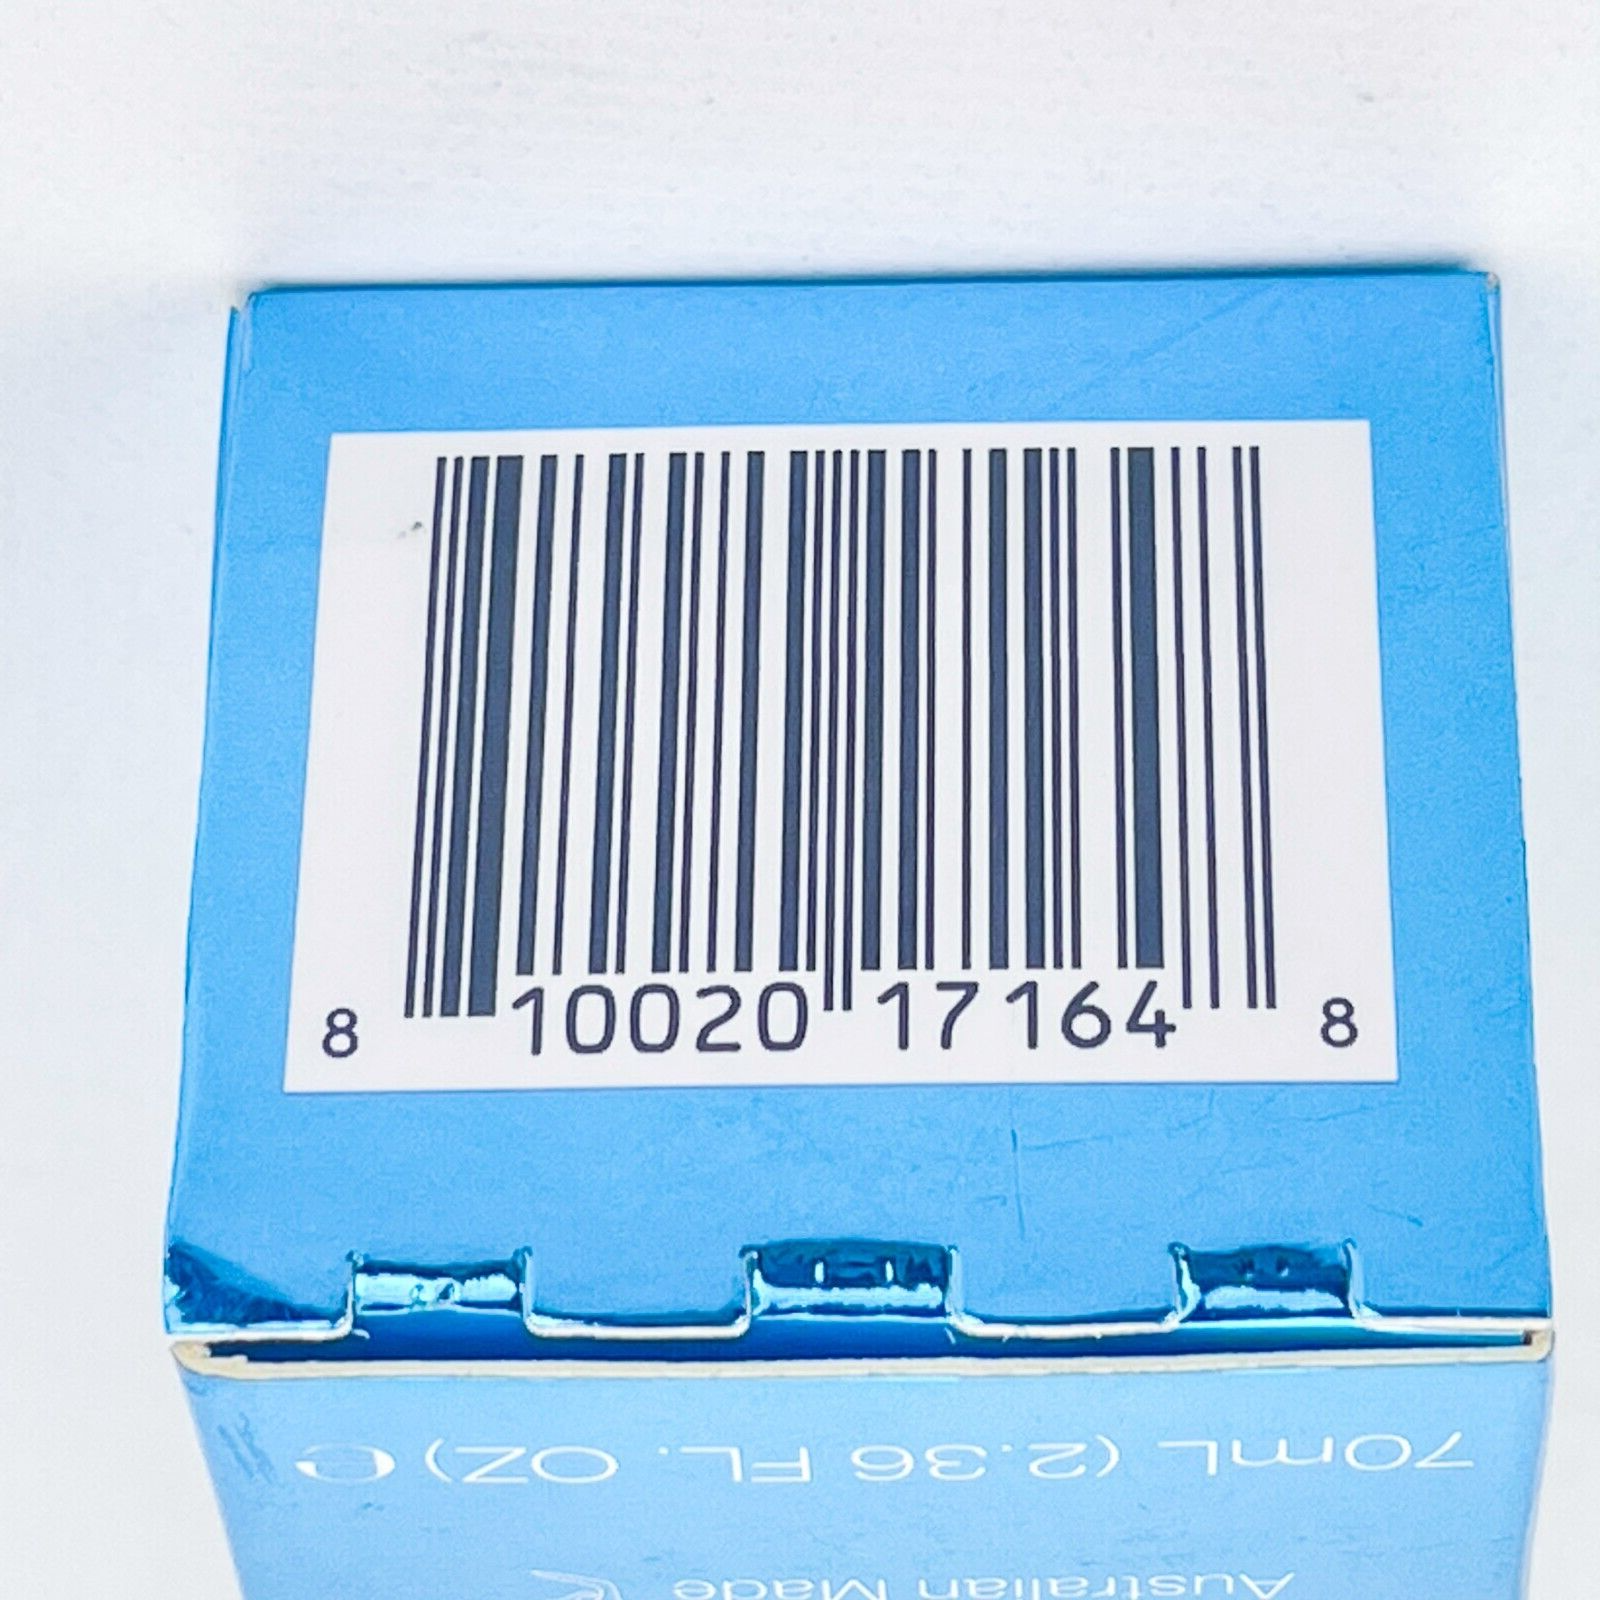 8 10020 17164 8
70mL (2.36 FL. OZ) ℮
Australian Made